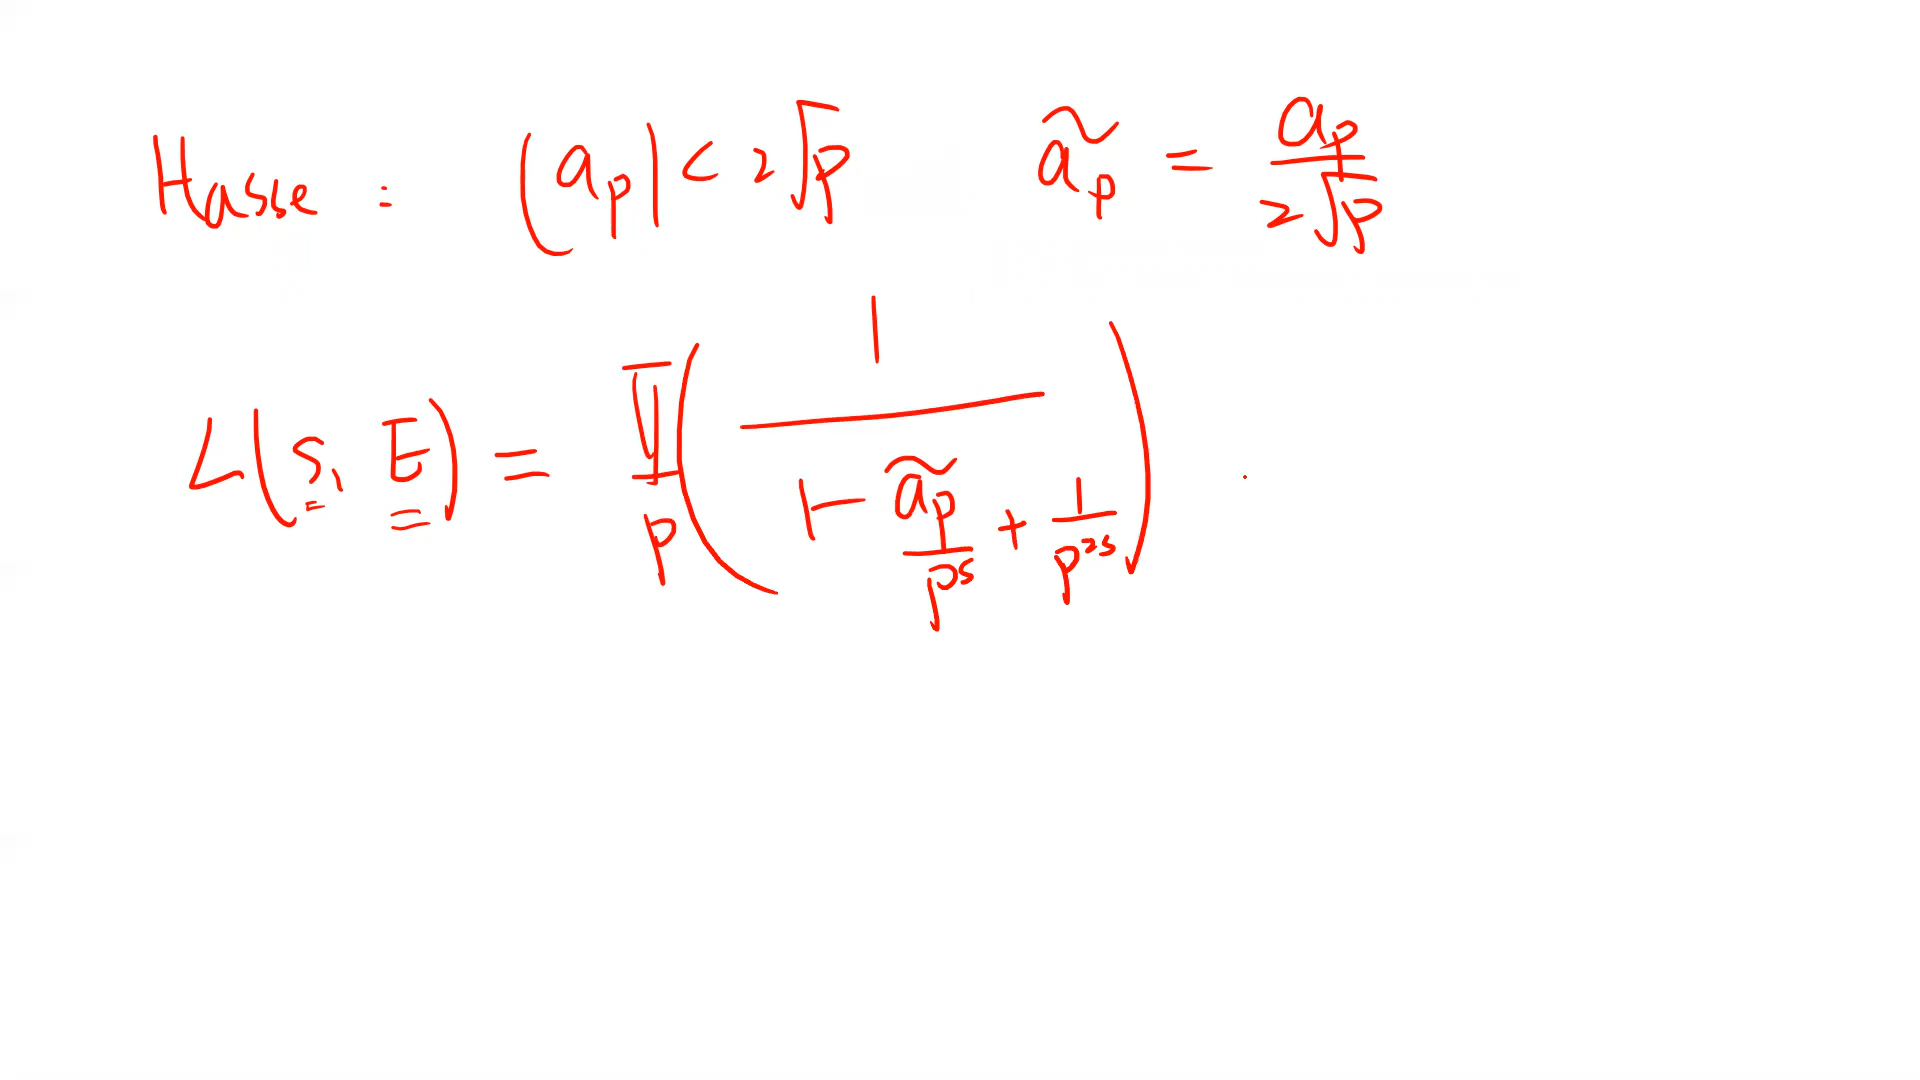 Hasse : |a_p| < 2√p ã_p = a_p / 2√p
L(s, E) = ∏_p ( 1 / (1 - ã_p / p^s + 1 / p^{2s}) )